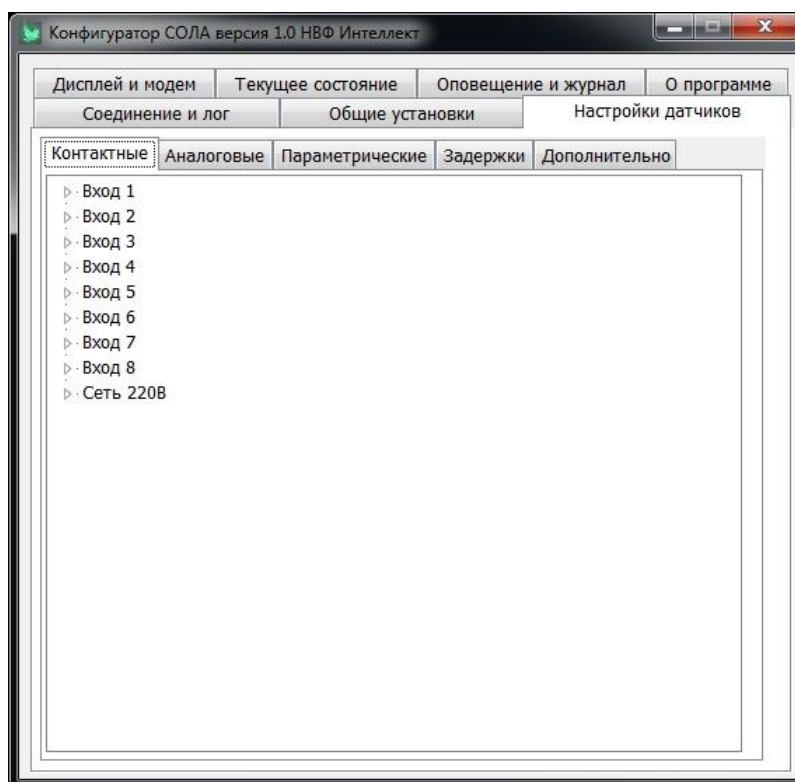 Конфигуратор СОЛА версия 1.0 НВФ Интеллект
Дисплей и модем Текущее состояние Оповещение и журнал О программе
Соединение и лог Общие установки Настройки датчиков
Контактные Аналоговые Параметрические Задержки Дополнительно
Вход 1
Вход 2
Вход 3
Вход 4
Вход 5
Вход 6
Вход 7
Вход 8
Сеть 220В